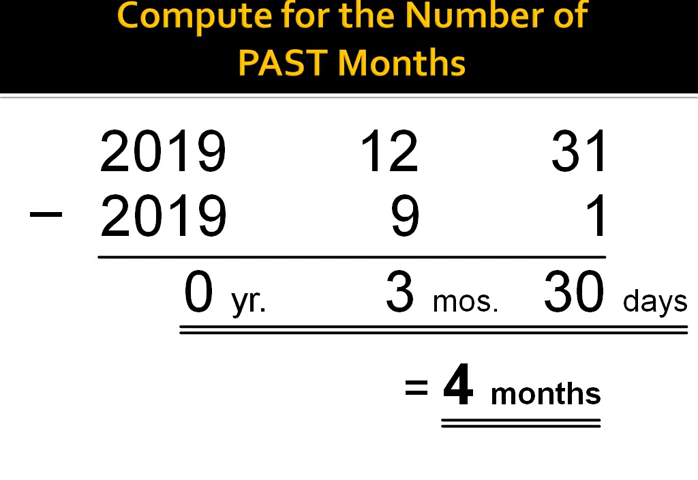 Compute for the Number of
PAST Months
2019 12 31
– 2019 9 1
0 yr. 3 mos. 30 days
= 4 months